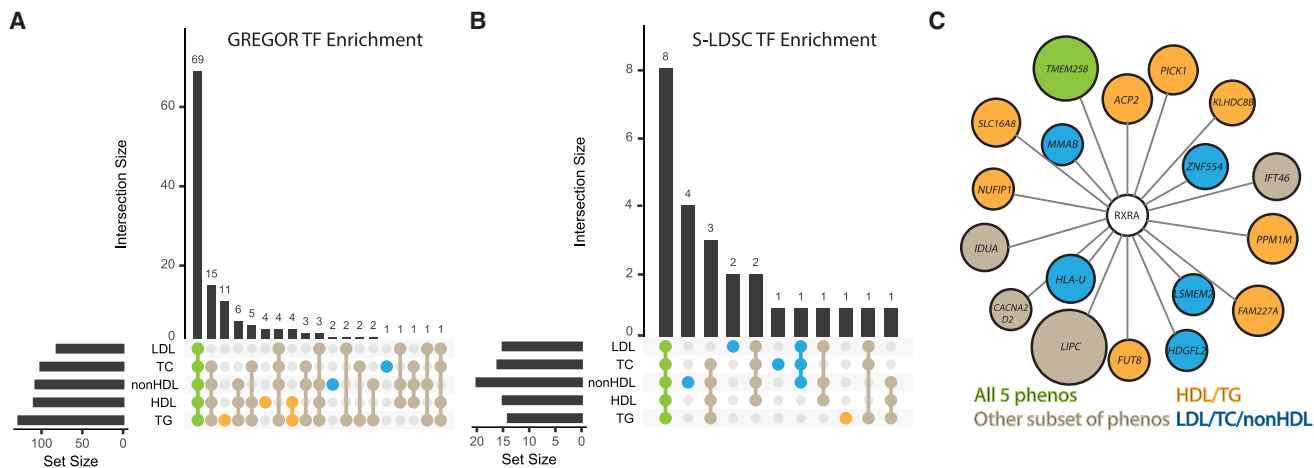 A
GREGOR TF Enrichment
Intersection Size
60
40
20
0
69
15
11
6
5
4
4
4
3
3
2
2
2
2
1
1
1
1
1
LDL
TC
nonHDL
HDL
TG
100
50
0
Set Size
B
S-LDSC TF Enrichment
Intersection Size
8
6
4
2
0
8
4
3
2
2
1
1
1
1
1
1
LDL
TC
nonHDL
HDL
TG
20
15
10
5
0
Set Size
C
TMEM258
PICK1
ACP2
KLHDC8B
SLC16A8
MMAB
ZNF554
IFT46
NUFIP1
RXRA
PPM1M
IDUA
HLA-U
LSMEM2
CACNA2
D2
FAM227A
LIPC
FUT8
HDGFL2
All 5 phenos
HDL/TG
Other subset of phenos
LDL/TC/nonHDL